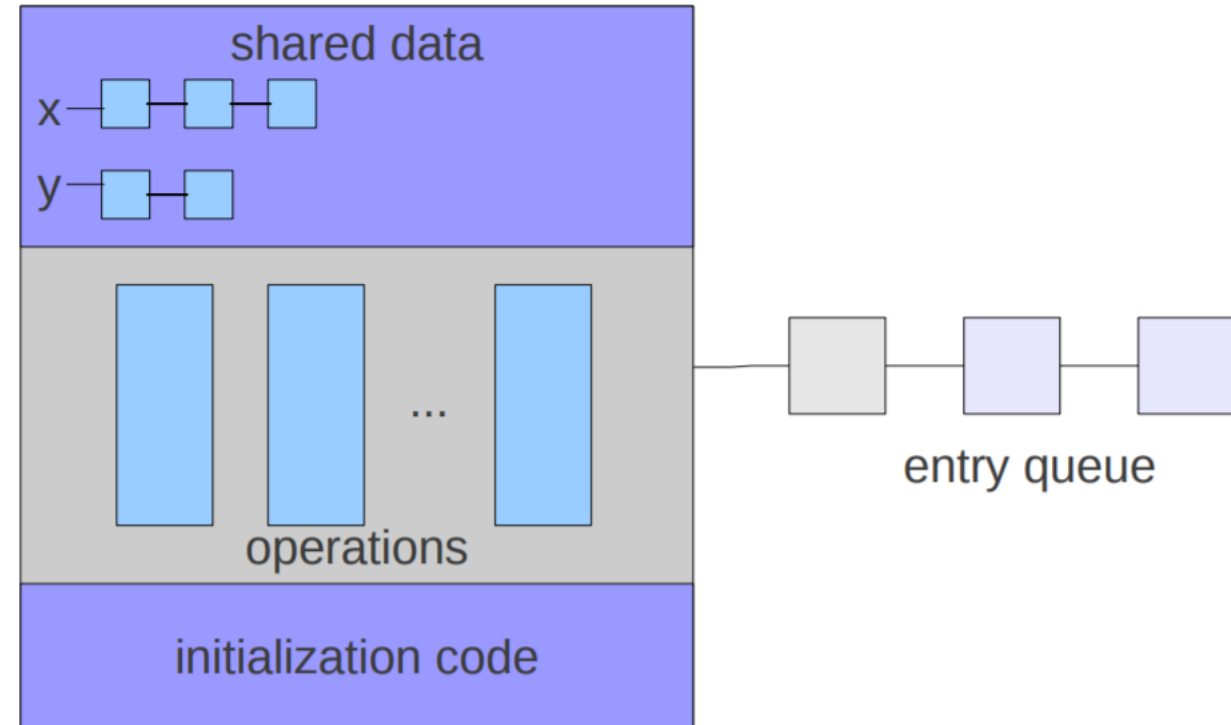 shared data
x
y
...
operations
entry queue
initialization code